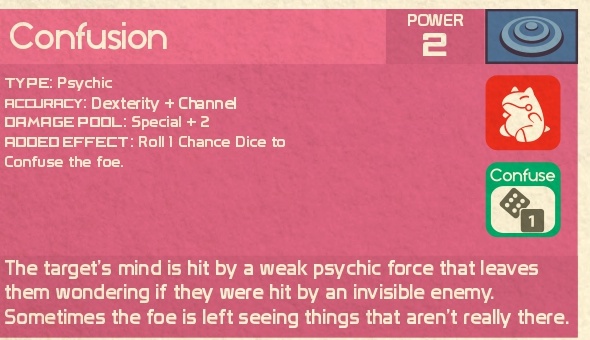 Confusion
POWER
2
TYPE: Psychic
ACCURACY: Dexterity + Channel
DAMAGE POOL: Special + 2
ADDED EFFECT: Roll 1 Chance Dice to
Confuse the foe.
Confuse
1
The target's mind is hit by a weak psychic force that leaves
them wondering if they were hit by an invisible enemy.
Sometimes the foe is left seeing things that aren't really there.